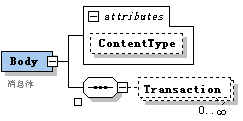 attributes
ContentType
Body
消息体
Transaction
0..∞